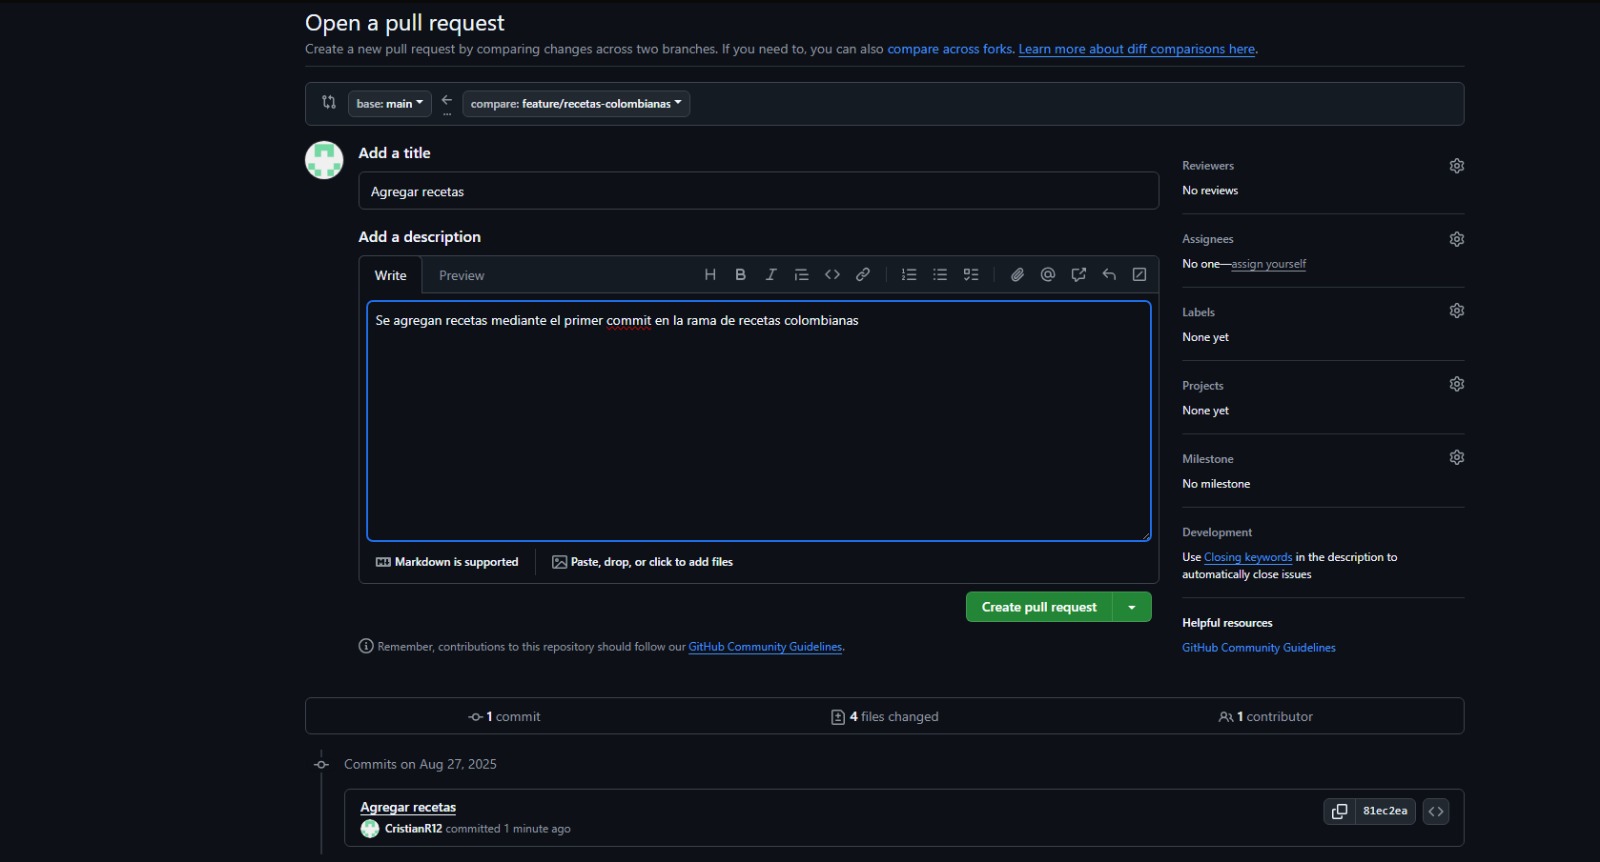 Open a pull request
Create a new pull request by comparing changes across two branches. If you need to, you can also compare across forks. Learn more about diff comparisons here.
base: main ← compare: feature/recetas-colombianas
...
Add a title
Agregar recetas
Add a description
Write Preview
Se agregan recetas mediante el primer commit en la rama de recetas colombianas
Markdown is supported
Paste, drop, or click to add files
Create pull request
Remember, contributions to this repository should follow our GitHub Community Guidelines.
Reviewers
No reviews
Assignees
No one—assign yourself
Labels
None yet
Projects
None yet
Milestone
No milestone
Development
Use Closing keywords in the description to
automatically close issues
Helpful resources
GitHub Community Guidelines
1 commit
4 files changed
1 contributor
Commits on Aug 27, 2025
Agregar recetas
CristianR12 committed 1 minute ago
81ec2ea